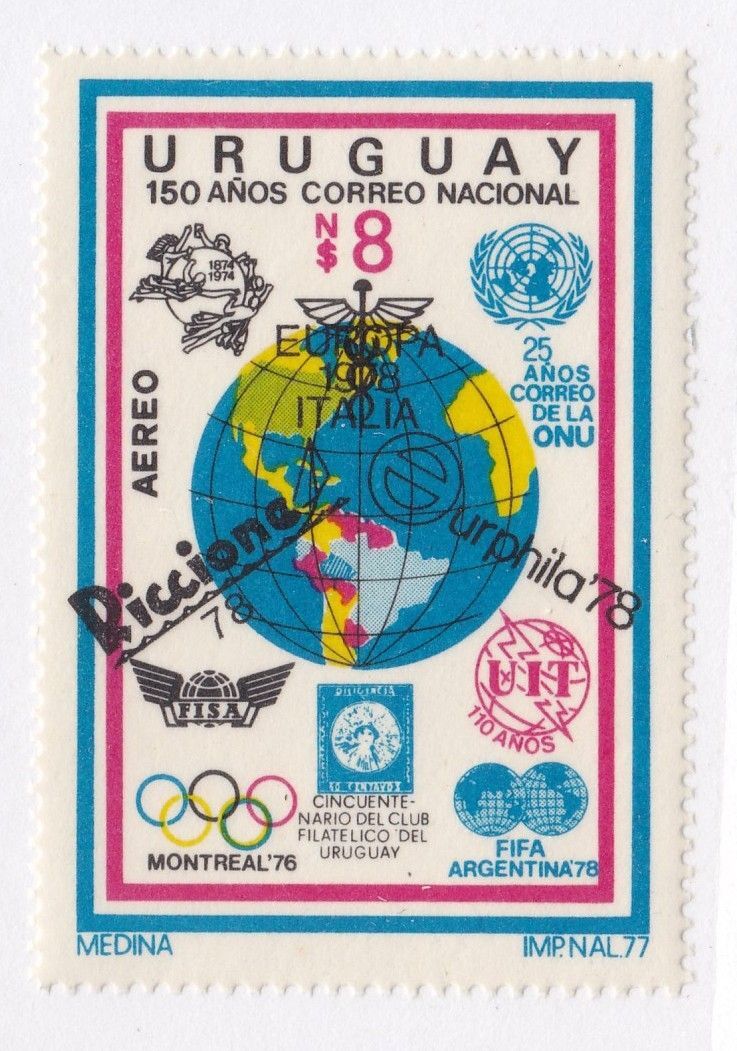 URUGUAY
150 AÑOS CORREO NACIONAL
N$ 8
1874
1974
25
AÑOS
CORREO
DE LA
ONU
AEREO
EUROPA
1978
ITALIA
Riccione
78
Eurphila'78
FISA
DILIGENCIA
60 CENTAVOS
UIT
110 AÑOS
CINCUENTE-
NARIO DEL CLUB
FILATELICO DEL
URUGUAY
MONTREAL'76
FIFA
ARGENTINA'78
MEDINA
IMP.NAL.77